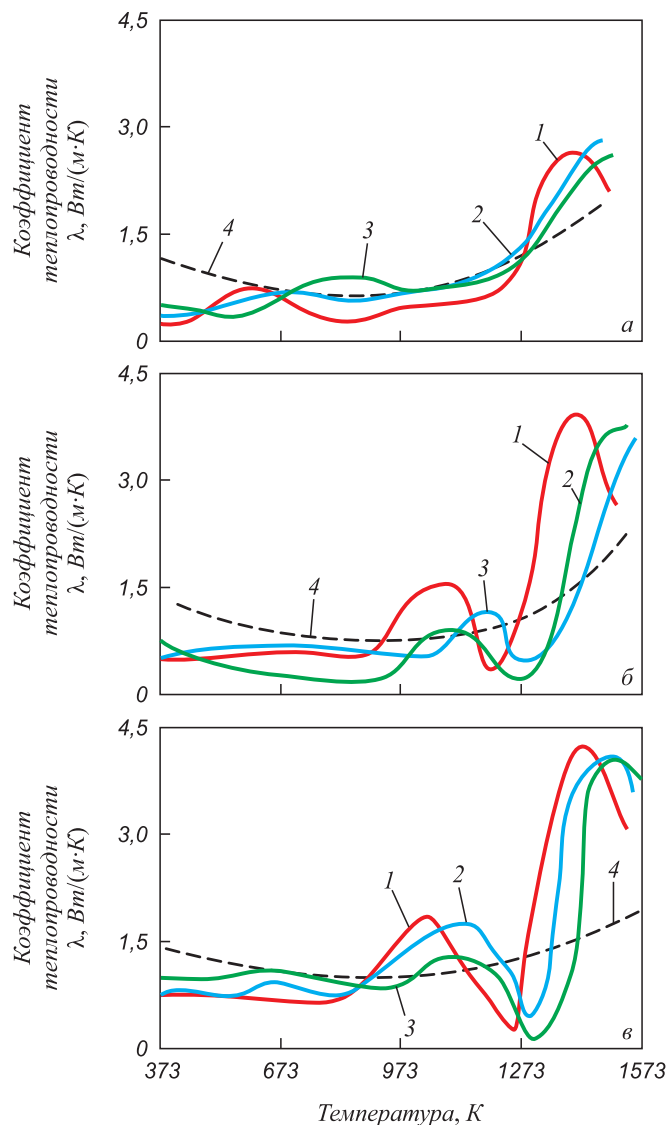 4,5
3,0
1,5
0
Коэффициент
теплопроводности
λ, Вт/(м·К)
1
2
3
4
а
4,5
3,0
1,5
0
Коэффициент
теплопроводности
λ, Вт/(м·К)
1
2
3
4
б
4,5
3,0
1,5
0
Коэффициент
теплопроводности
λ, Вт/(м·К)
1
2
4
3
в
373 673 973 1273 1573
Температура, К